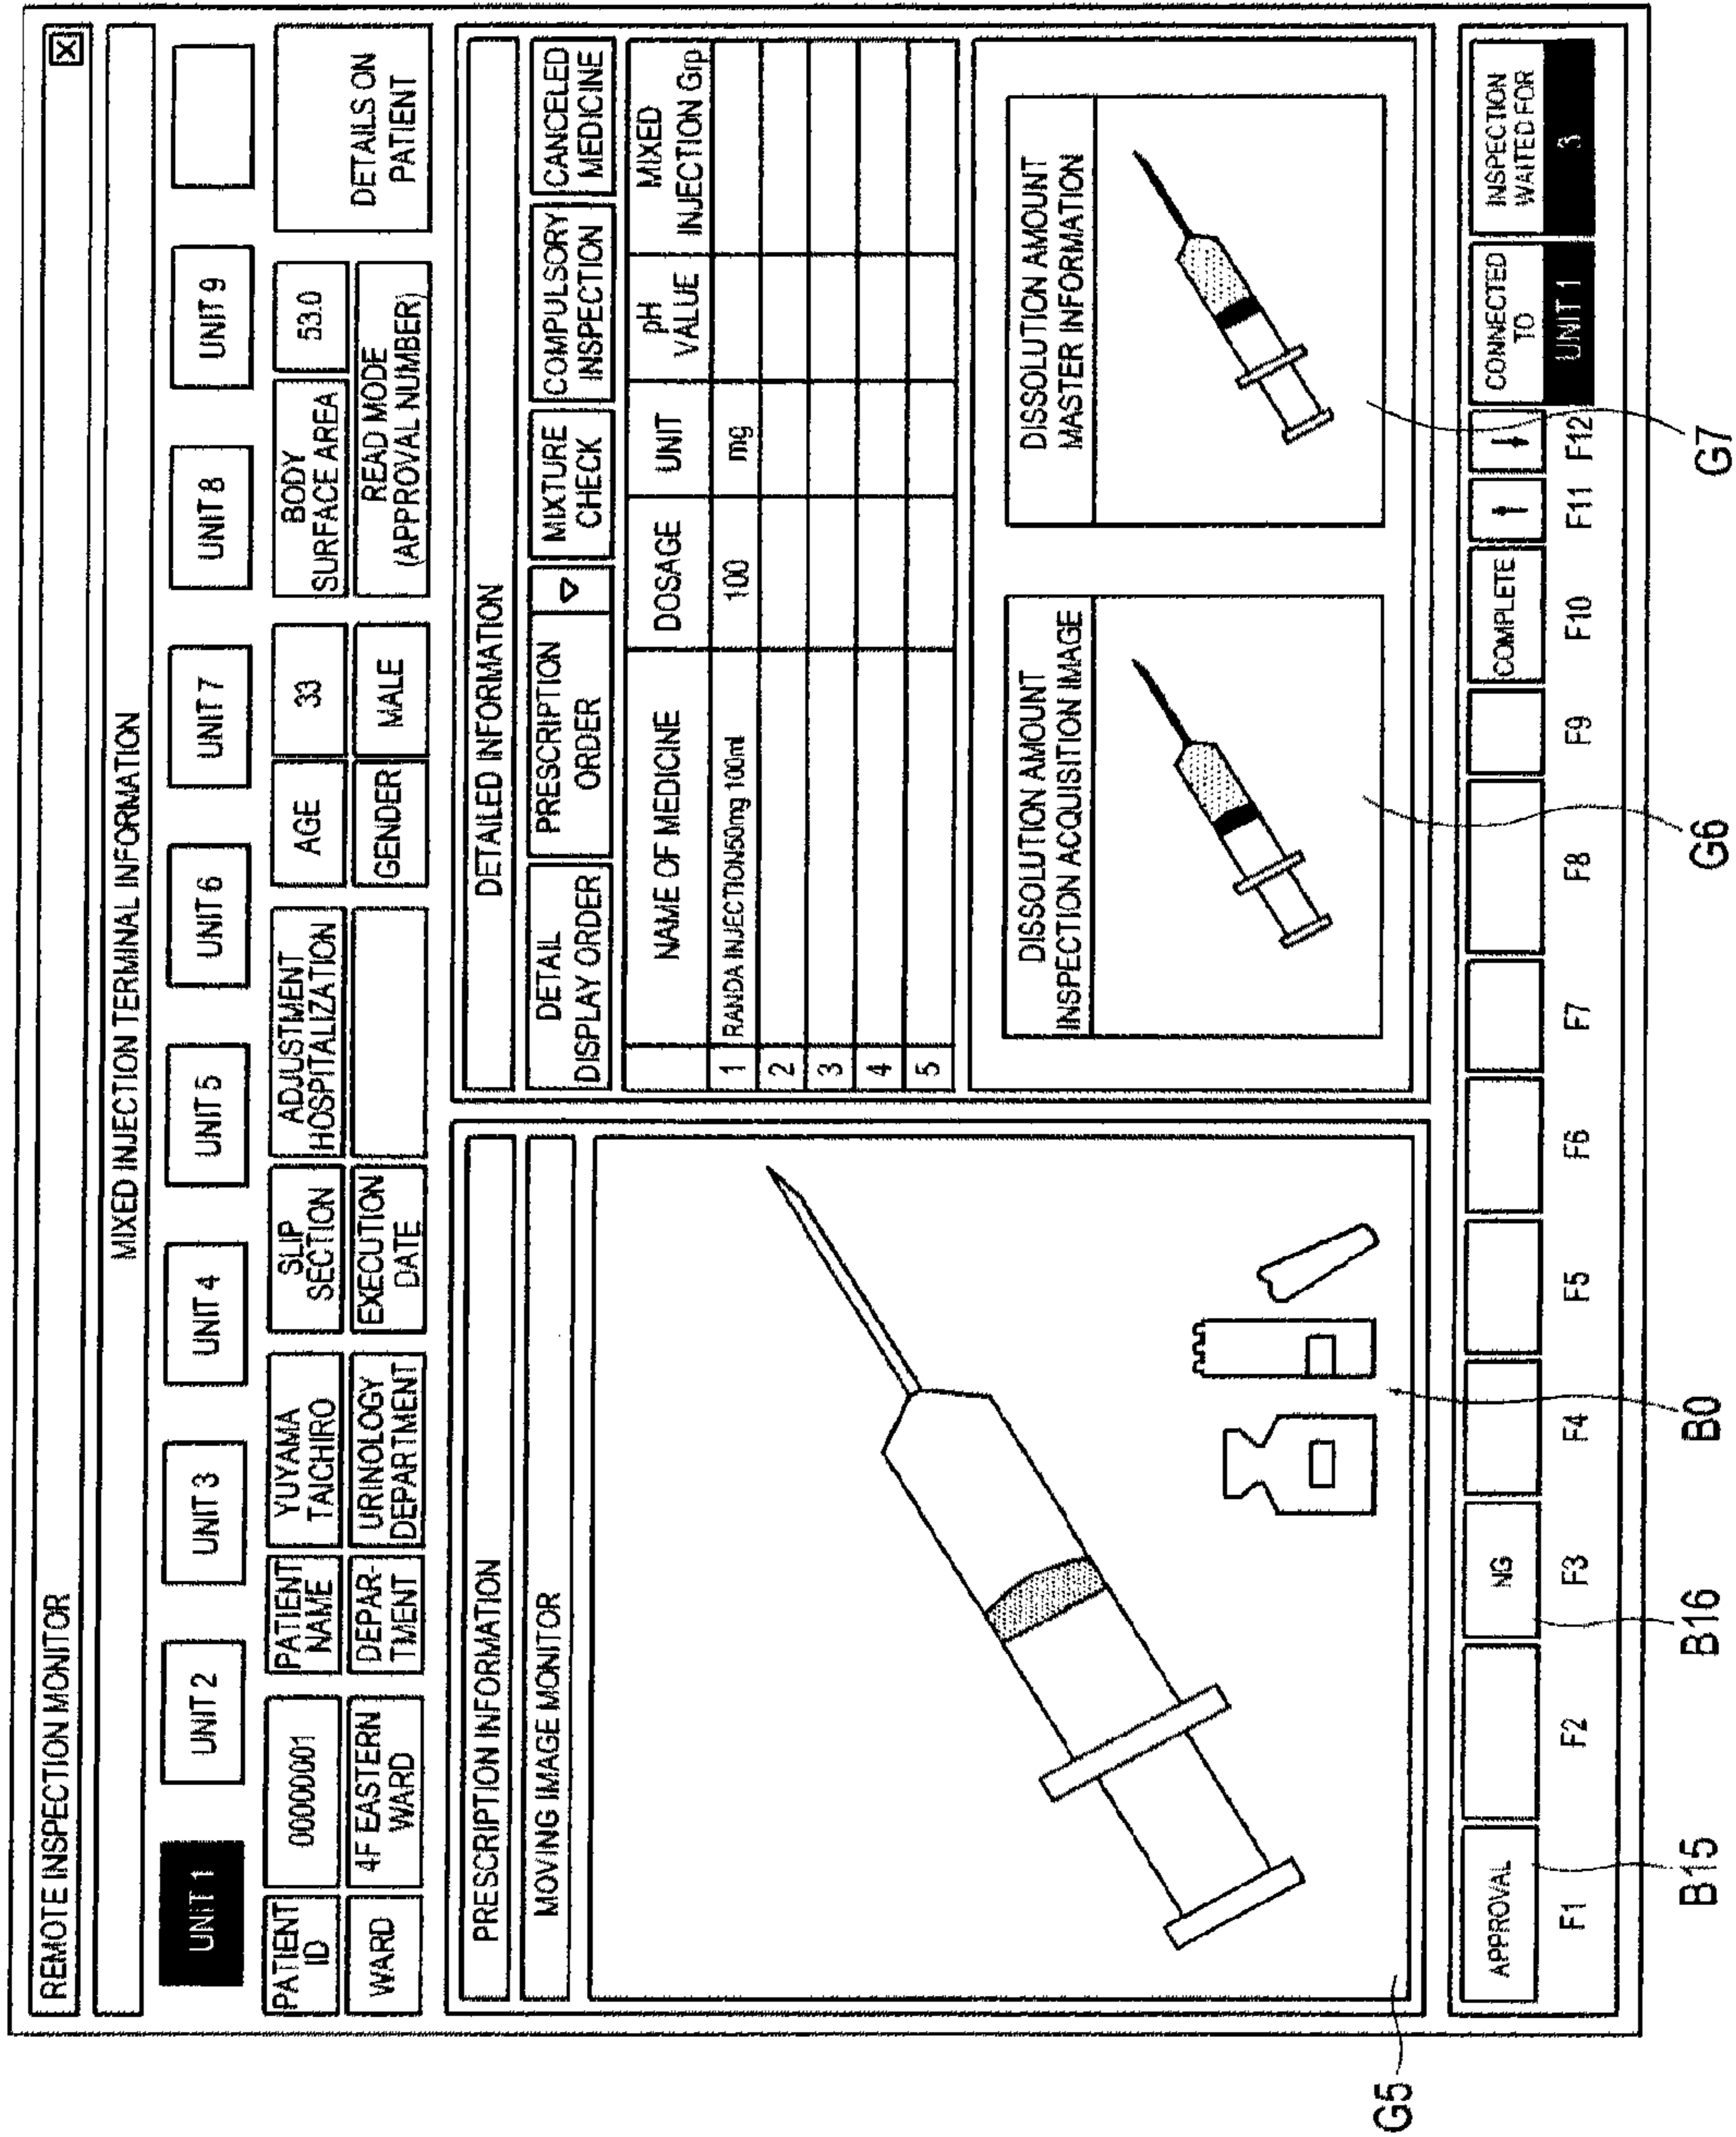 REMOTE INSPECTION MONITOR
X
MIXED INJECTION TERMINAL INFORMATION
UNIT 1
UNIT 2
UNIT 3
UNIT 4
UNIT 5
UNIT 6
UNIT 7
UNIT 8
UNIT 9
PATIENT
ID
0000001
PATIENT
NAME
YUYAMA
TAICHIRO
SLIP
SECTION
ADJUSTMENT
HOSPITALIZATION
AGE
33
BODY
SURFACE AREA
53.0
DETAILS ON
PATIENT
WARD
4F EASTERN
WARD
DEPAR-
TMENT
URINOLOGY
DEPARTMENT
EXECUTION
DATE
GENDER
MALE
READ MODE
(APPROVAL NUMBER)
PRESCRIPTION INFORMATION
MOVING IMAGE MONITOR
DETAILED INFORMATION
DETAIL
DISPLAY ORDER
PRESCRIPTION
ORDER
MIXTURE
CHECK
COMPULSORY
INSPECTION
CANCELED
MEDICINE
NAME OF MEDICINE
DOSAGE
UNIT
pH
VALUE
MIXED
INJECTION Grp
1 RANDA INJECTION50mg 100ml 100 mg
2
3
4
5
DISSOLUTION AMOUNT
INSPECTION ACQUISITION IMAGE
DISSOLUTION AMOUNT
MASTER INFORMATION
APPROVAL
NG
COMPLETE
↑
↓
CONNECTED
TO
UNIT 1
INSPECTION
WAITED FOR
3
F1 F2 F3 F4 F5 F6 F7 F8 F9 F10 F11 F12
G5
B15
B16
B0
G6
G7